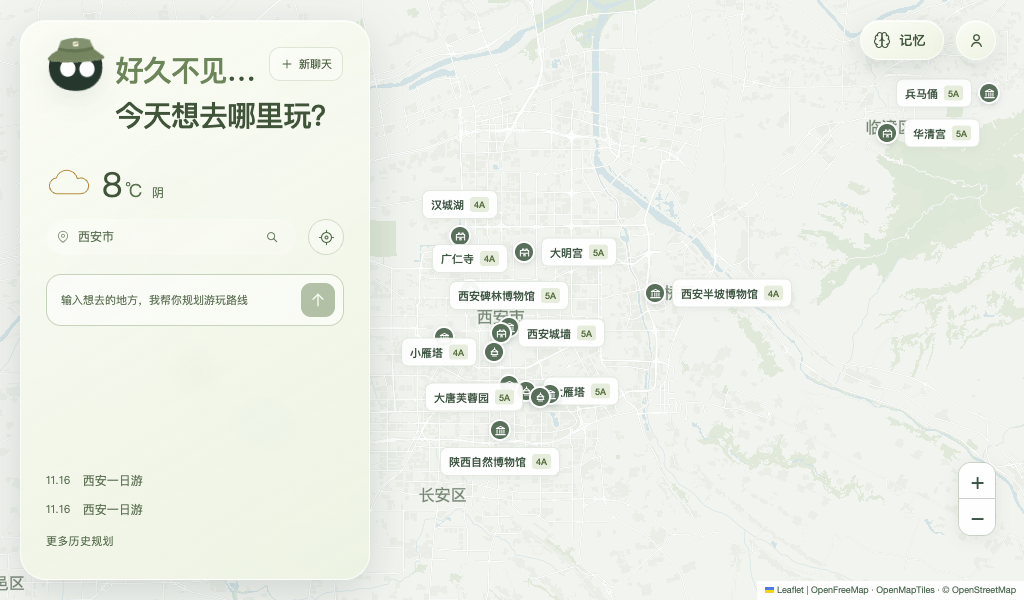 好久不见...
新聊天
今天想去哪里玩?
8℃ 阴
西安市
输入想去的地方，我帮你规划游玩路线
11.16 西安一日游
11.16 西安一日游
更多历史规划
邑区
记忆
兵马俑 5A
华清宫 5A
汉城湖 4A
广仁寺 4A
大明宫 5A
西安碑林博物馆 5A
西安半坡博物馆 4A
西安市
西安城墙 5A
小雁塔 4A
大唐芙蓉园 5A
雁塔 5A
陕西自然博物馆 4A
长安区
+
−
Leaflet | OpenFreeMap · OpenMapTiles · © OpenStreetMap